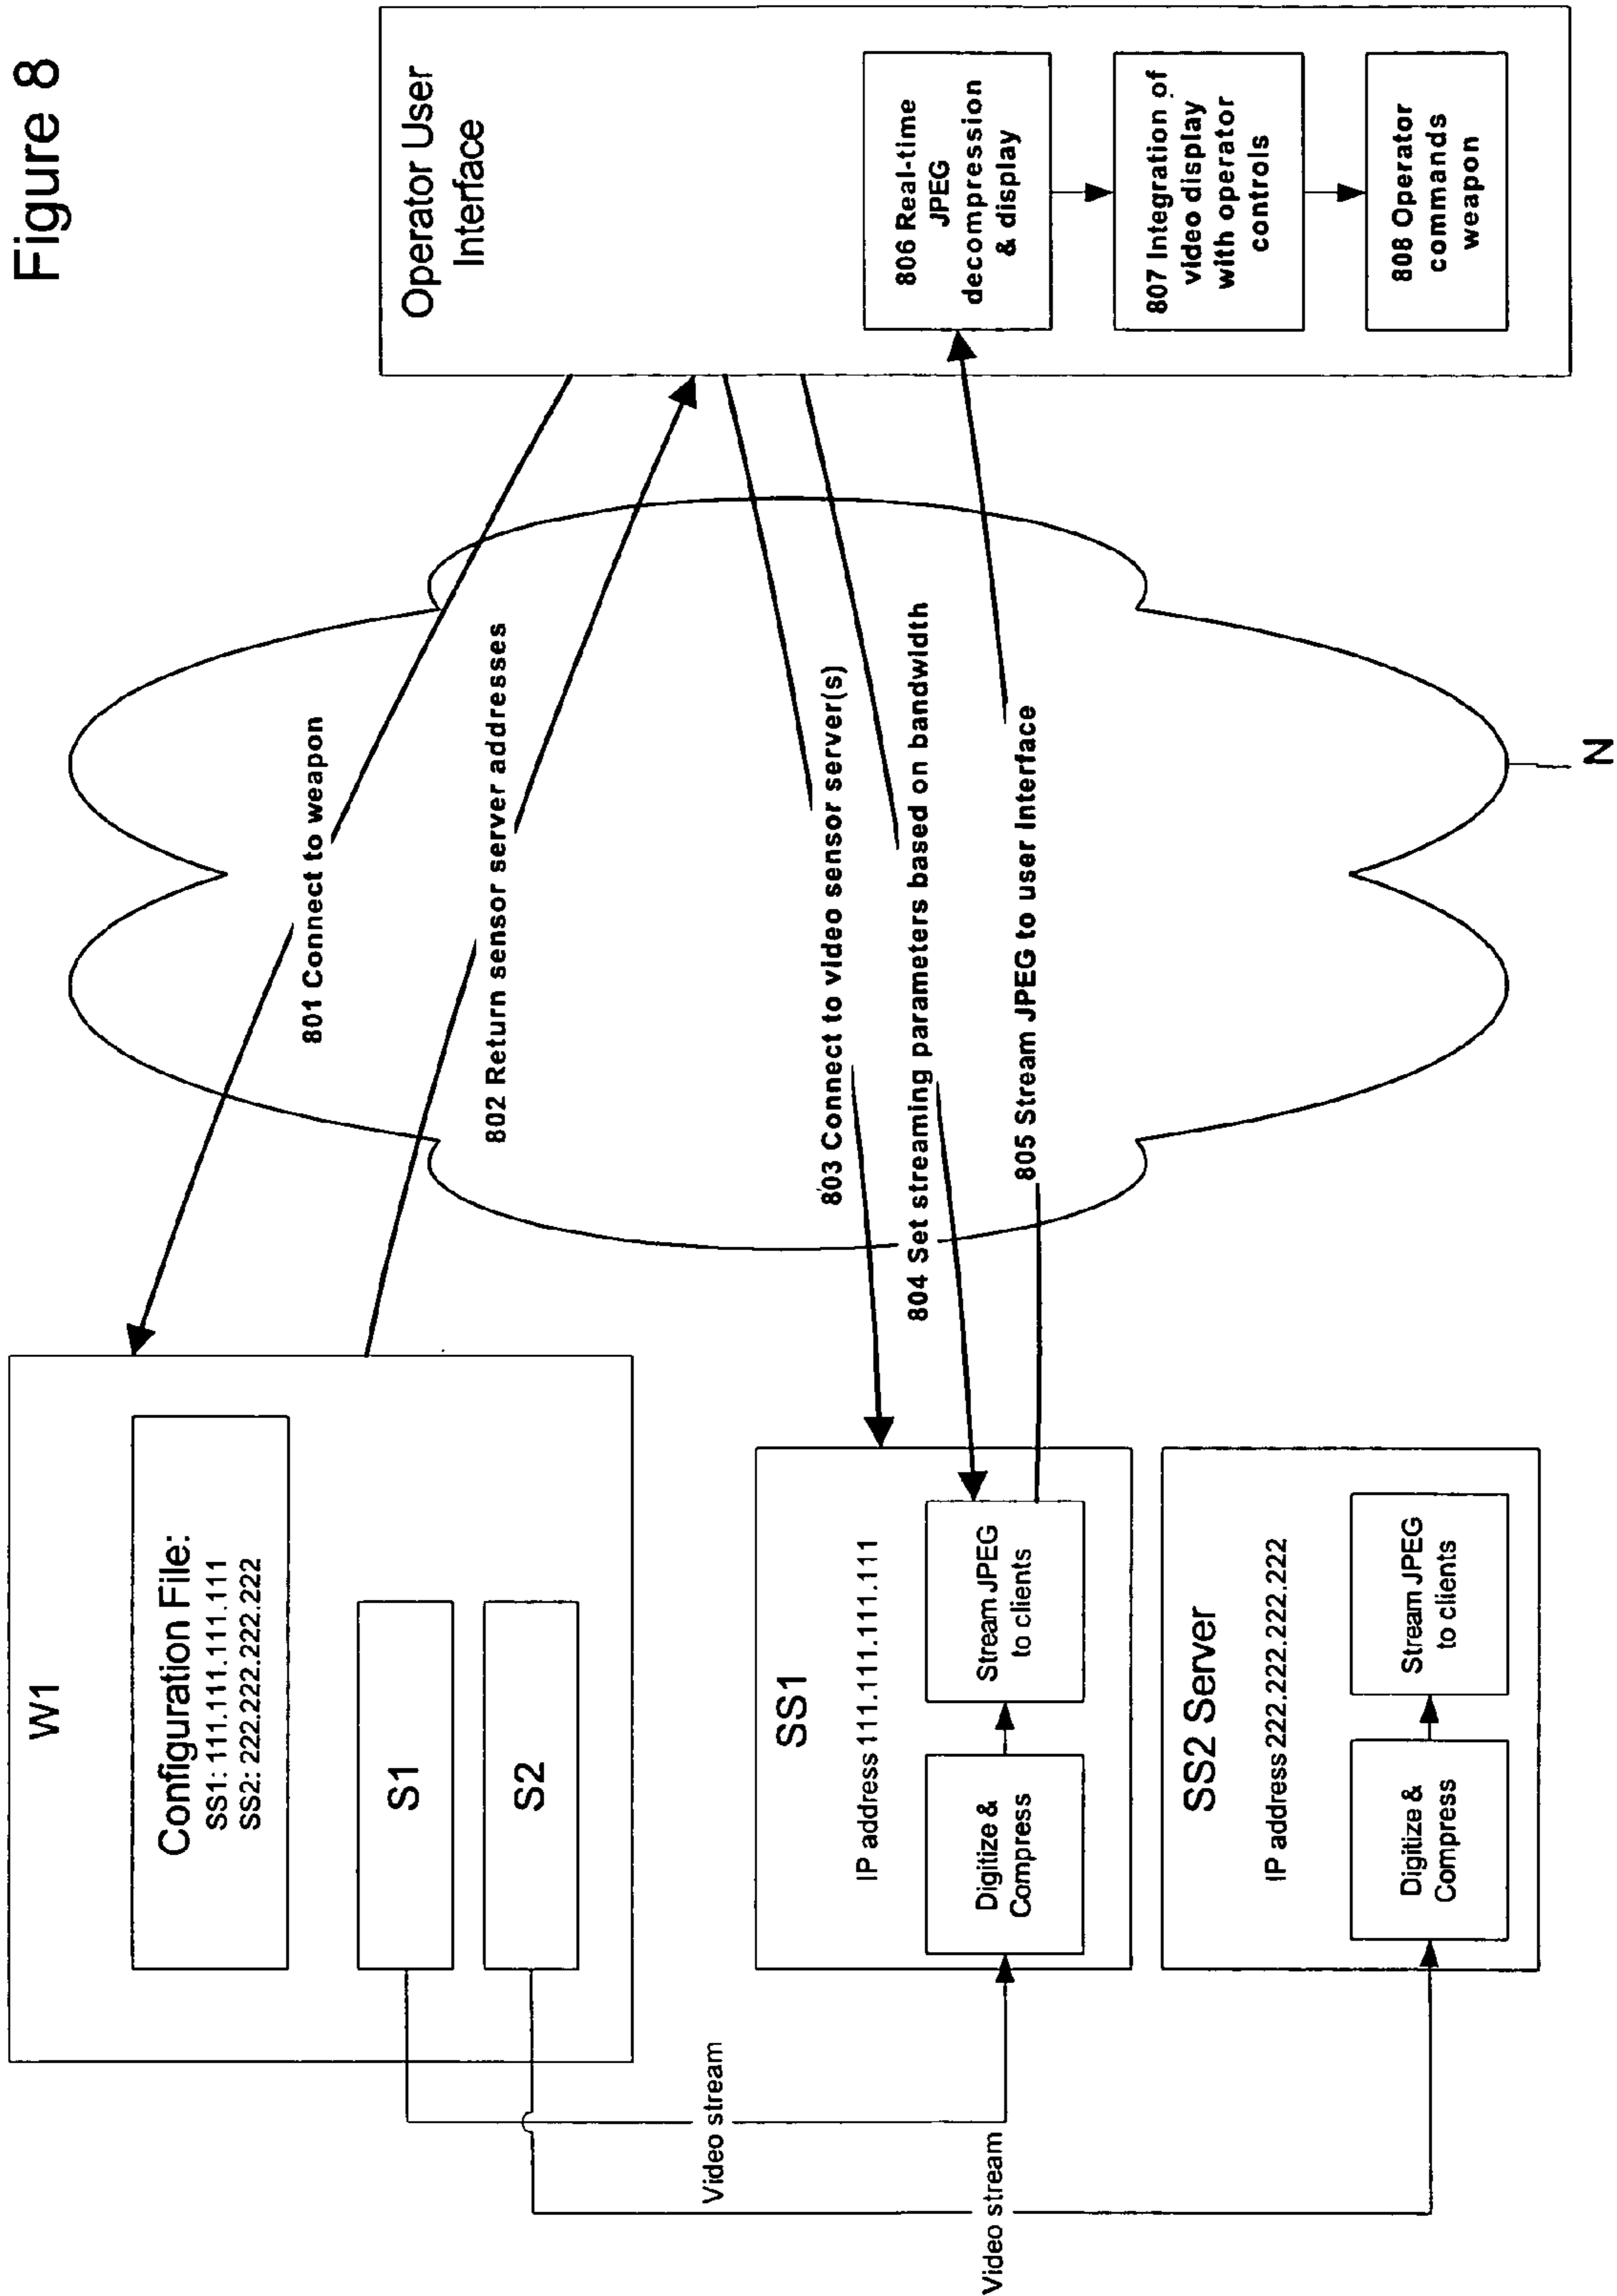 Figure 8
W1
Configuration File:
SS1: 111.111.111.111
SS2: 222.222.222.222
S1
S2
Video stream
Video stream
SS1
IP address 111.111.111.111
Digitize &
Compress
Stream JPEG
to clients
SS2 Server
IP address 222.222.222.222
Digitize &
Compress
Stream JPEG
to clients
801 Connect to weapon
802 Return sensor server addresses
803 Connect to video sensor server(s)
804 Set streaming parameters based on bandwidth
805 Stream JPEG to user Interface
N
Operator User
Interface
806 Real-time
JPEG
decompression
& display
807 Integration of
video display
with operator
controls
808 Operator
commands
weapon